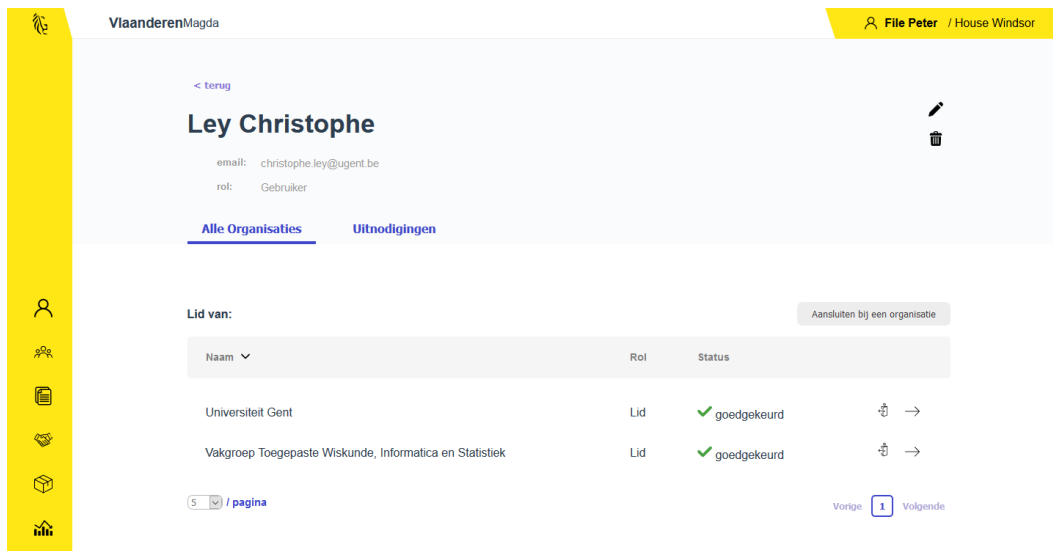 VlaanderenMagda
File Peter / House Windsor
< terug
Ley Christophe
email: christophe.ley@ugent.be
rol: Gebruiker
Alle Organisaties Uitnodigingen
Lid van: Aansluiten bij een organisatie
Naam Rol Status
Universiteit Gent Lid goedgekeurd
Vakgroep Toegepaste Wiskunde, Informatica en Statistiek Lid goedgekeurd
5 / pagina Vorige 1 Volgende